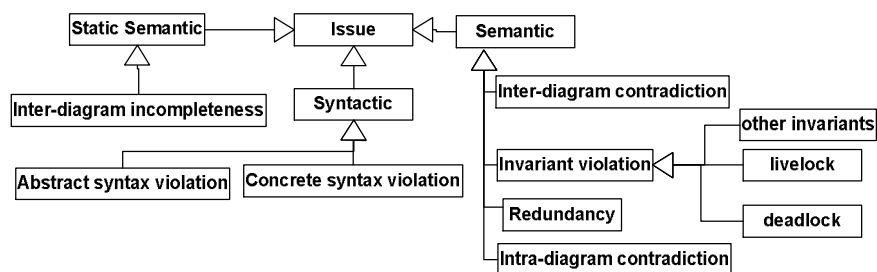 Static Semantic
Issue
Semantic
Inter-diagram incompleteness
Syntactic
Inter-diagram contradiction
other invariants
Abstract syntax violation
Concrete syntax violation
Invariant violation
livelock
Redundancy
deadlock
Intra-diagram contradiction